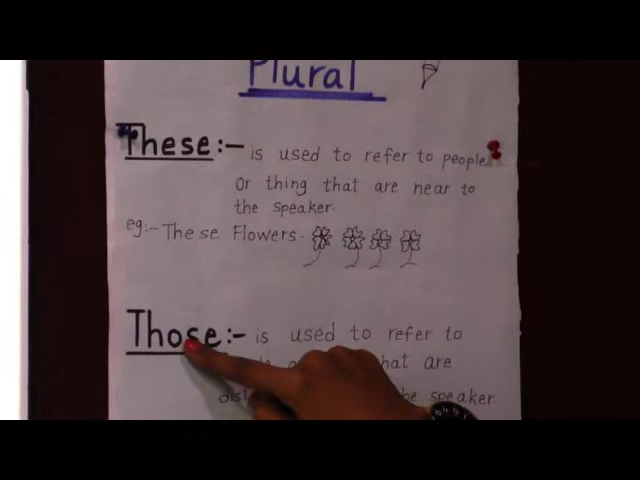 Plural
These:- is used to refer to people
Or thing that are near to
the speaker.
eg:- These Flowers.
Those:- is used to refer to
that are
the speaker.